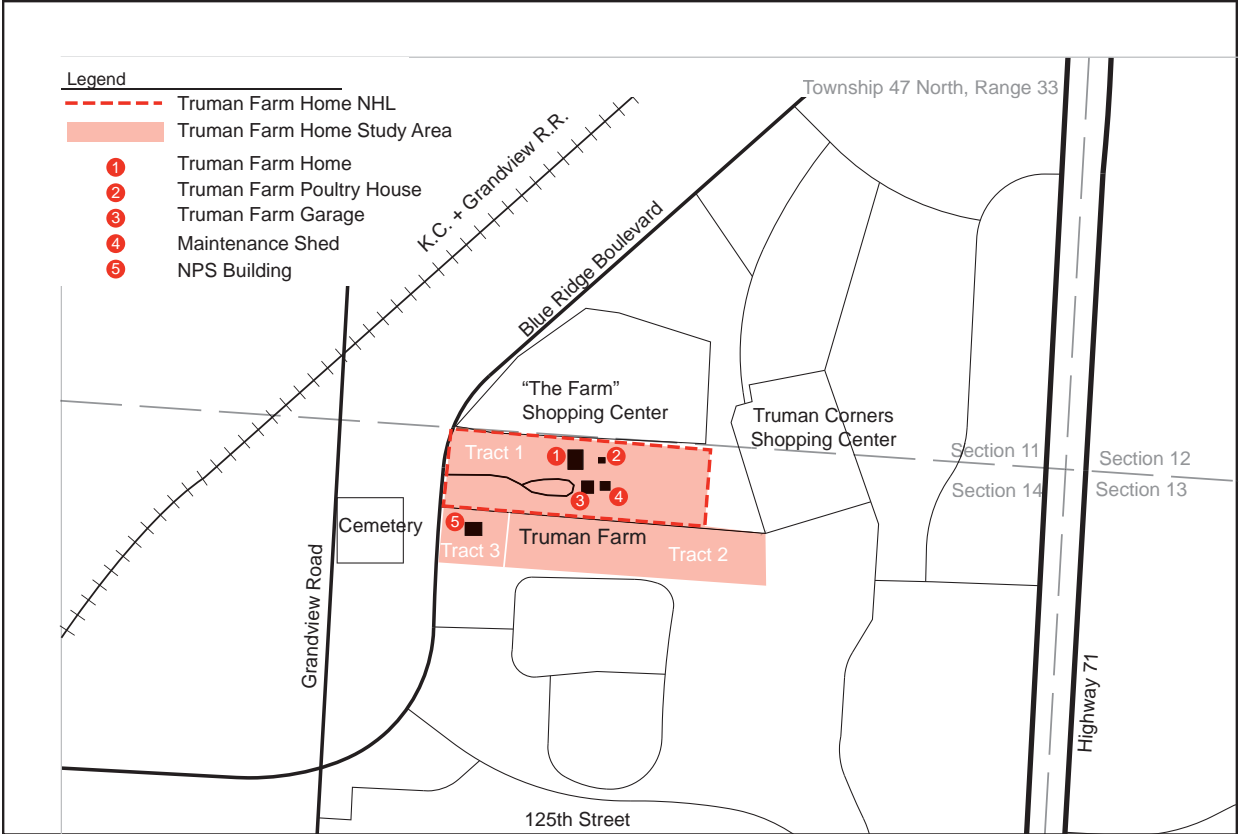 Legend
Truman Farm Home NHL
Truman Farm Home Study Area
1 Truman Farm Home
2 Truman Farm Poultry House
3 Truman Farm Garage
4 Maintenance Shed
5 NPS Building
Township 47 North, Range 33
K.C. + Grandview R.R.
Blue Ridge Boulevard
“The Farm”
Shopping Center
Truman Corners
Shopping Center
Section 11
Section 12
Section 14
Section 13
Tract 1
1
2
3
4
5
Cemetery
Truman Farm
Tract 3
Tract 2
Grandview Road
Highway 71
125th Street